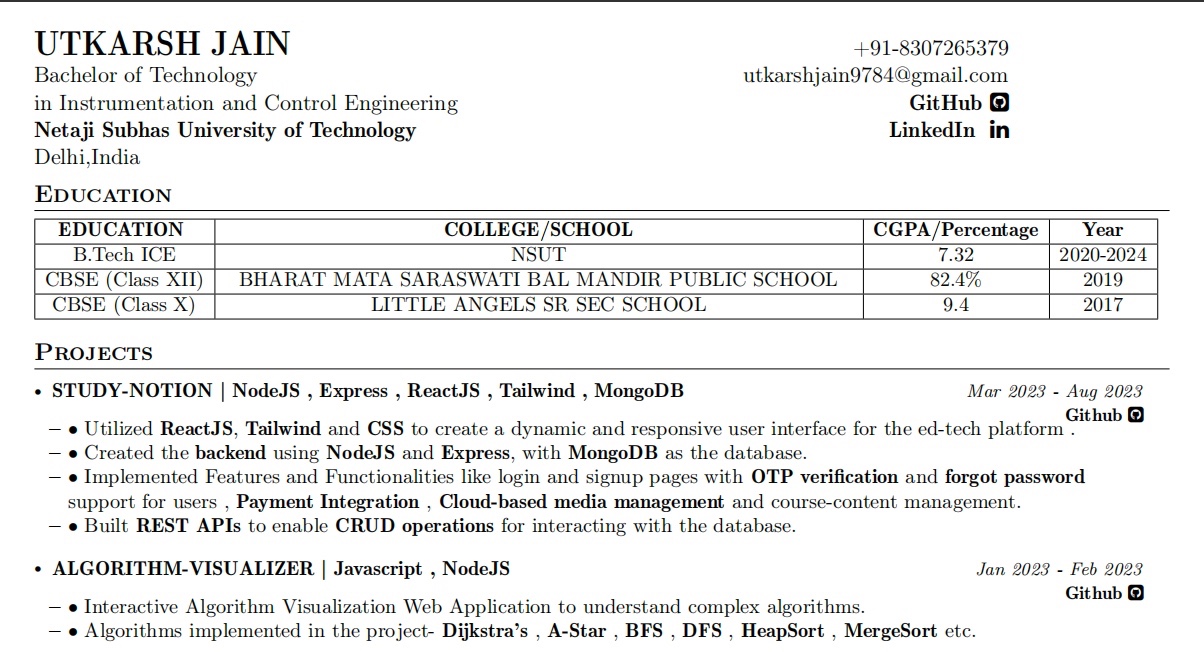 UTKARSH JAIN
+91-8307265379
Bachelor of Technology
utkarshjain9784@gmail.com
in Instrumentation and Control Engineering
GitHub
Netaji Subhas University of Technology
LinkedIn in
Delhi,India
EDUCATION
EDUCATION COLLEGE/SCHOOL CGPA/Percentage Year
B.Tech ICE NSUT 7.32 2020-2024
CBSE (Class XII) BHARAT MATA SARASWATI BAL MANDIR PUBLIC SCHOOL 82.4% 2019
CBSE (Class X) LITTLE ANGELS SR SEC SCHOOL 9.4 2017
PROJECTS
• STUDY-NOTION | NodeJS , Express , ReactJS , Tailwind , MongoDB Mar 2023 - Aug 2023
Github
– • Utilized ReactJS, Tailwind and CSS to create a dynamic and responsive user interface for the ed-tech platform .
– • Created the backend using NodeJS and Express, with MongoDB as the database.
– • Implemented Features and Functionalities like login and signup pages with OTP verification and forgot password
support for users , Payment Integration , Cloud-based media management and course-content management.
– • Built REST APIs to enable CRUD operations for interacting with the database.
• ALGORITHM-VISUALIZER | Javascript , NodeJS Jan 2023 - Feb 2023
Github
– • Interactive Algorithm Visualization Web Application to understand complex algorithms.
– • Algorithms implemented in the project- Dijkstra's , A-Star , BFS , DFS , HeapSort , MergeSort etc.